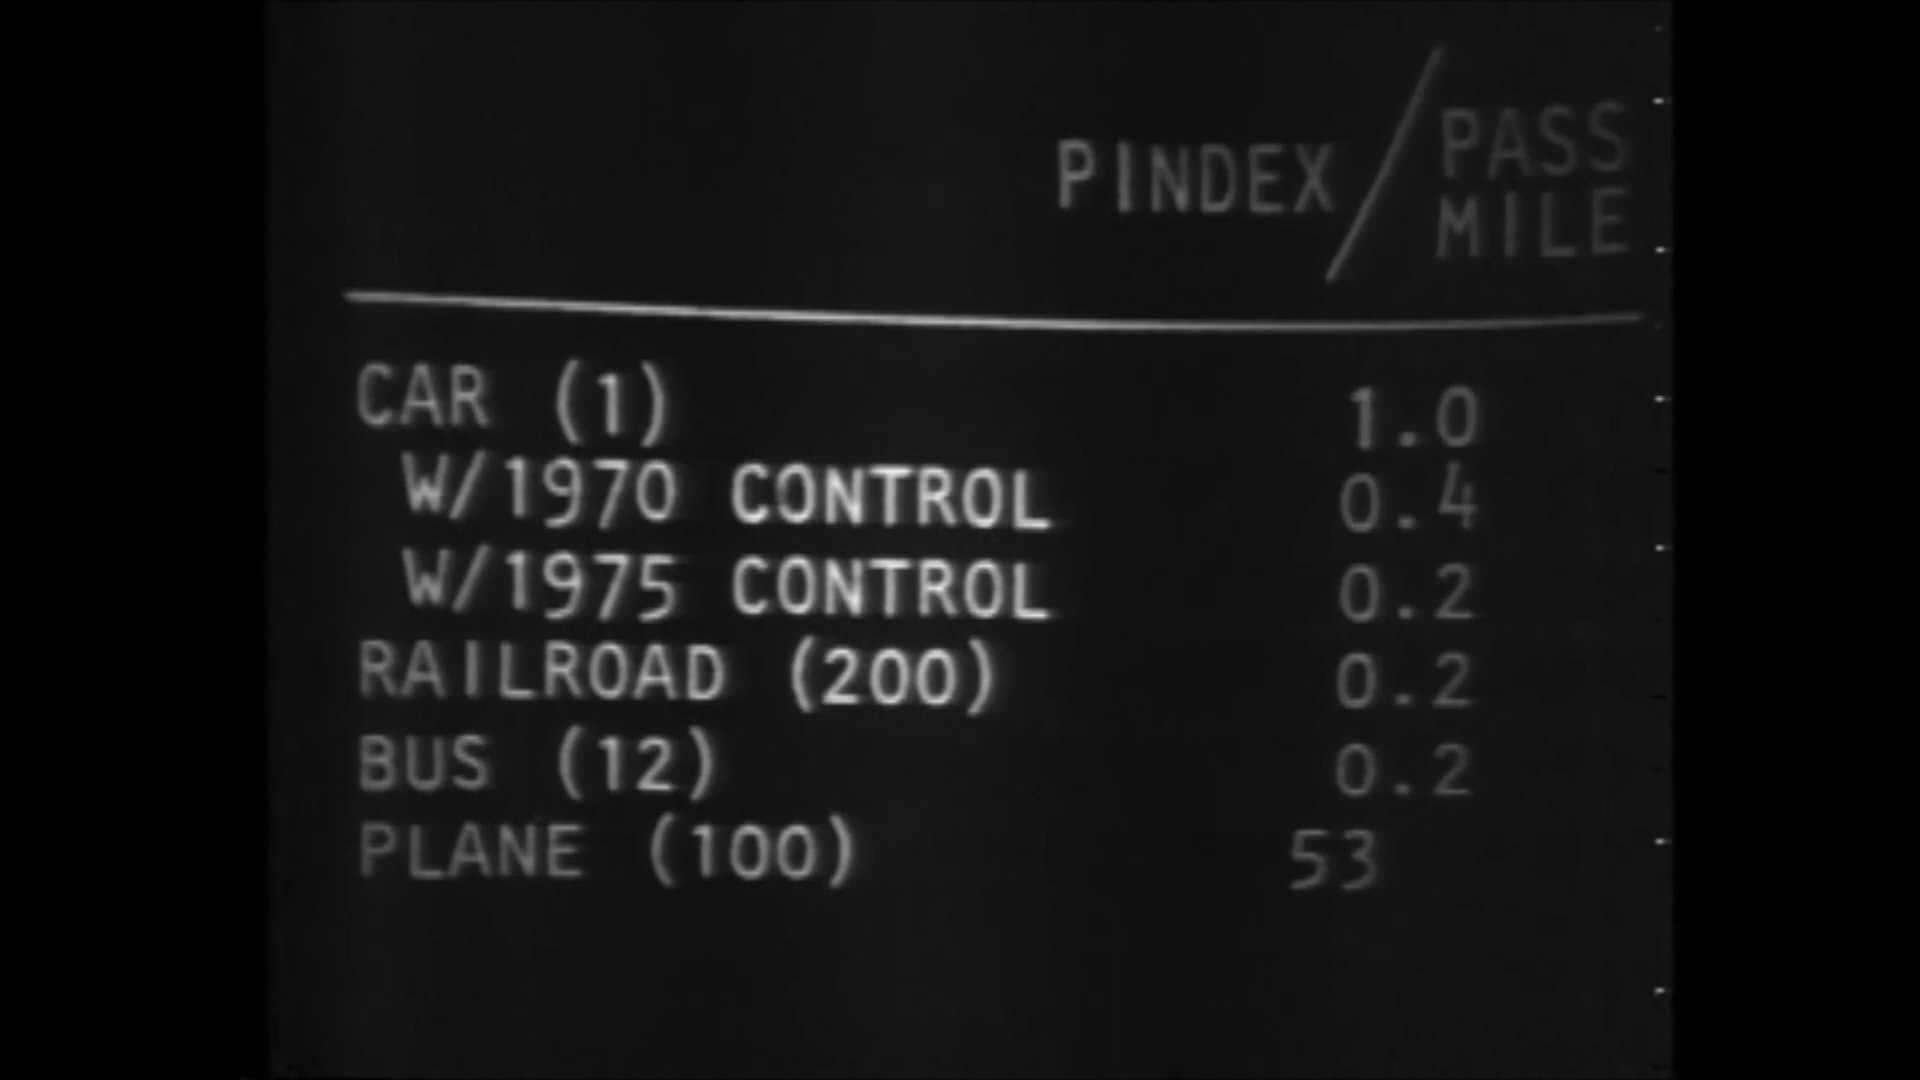 PINDEX / PASS
MILE
CAR (1) 1.0
W/1970 CONTROL 0.4
W/1975 CONTROL 0.2
RAILROAD (200) 0.2
BUS (12) 0.2
PLANE (100) 53